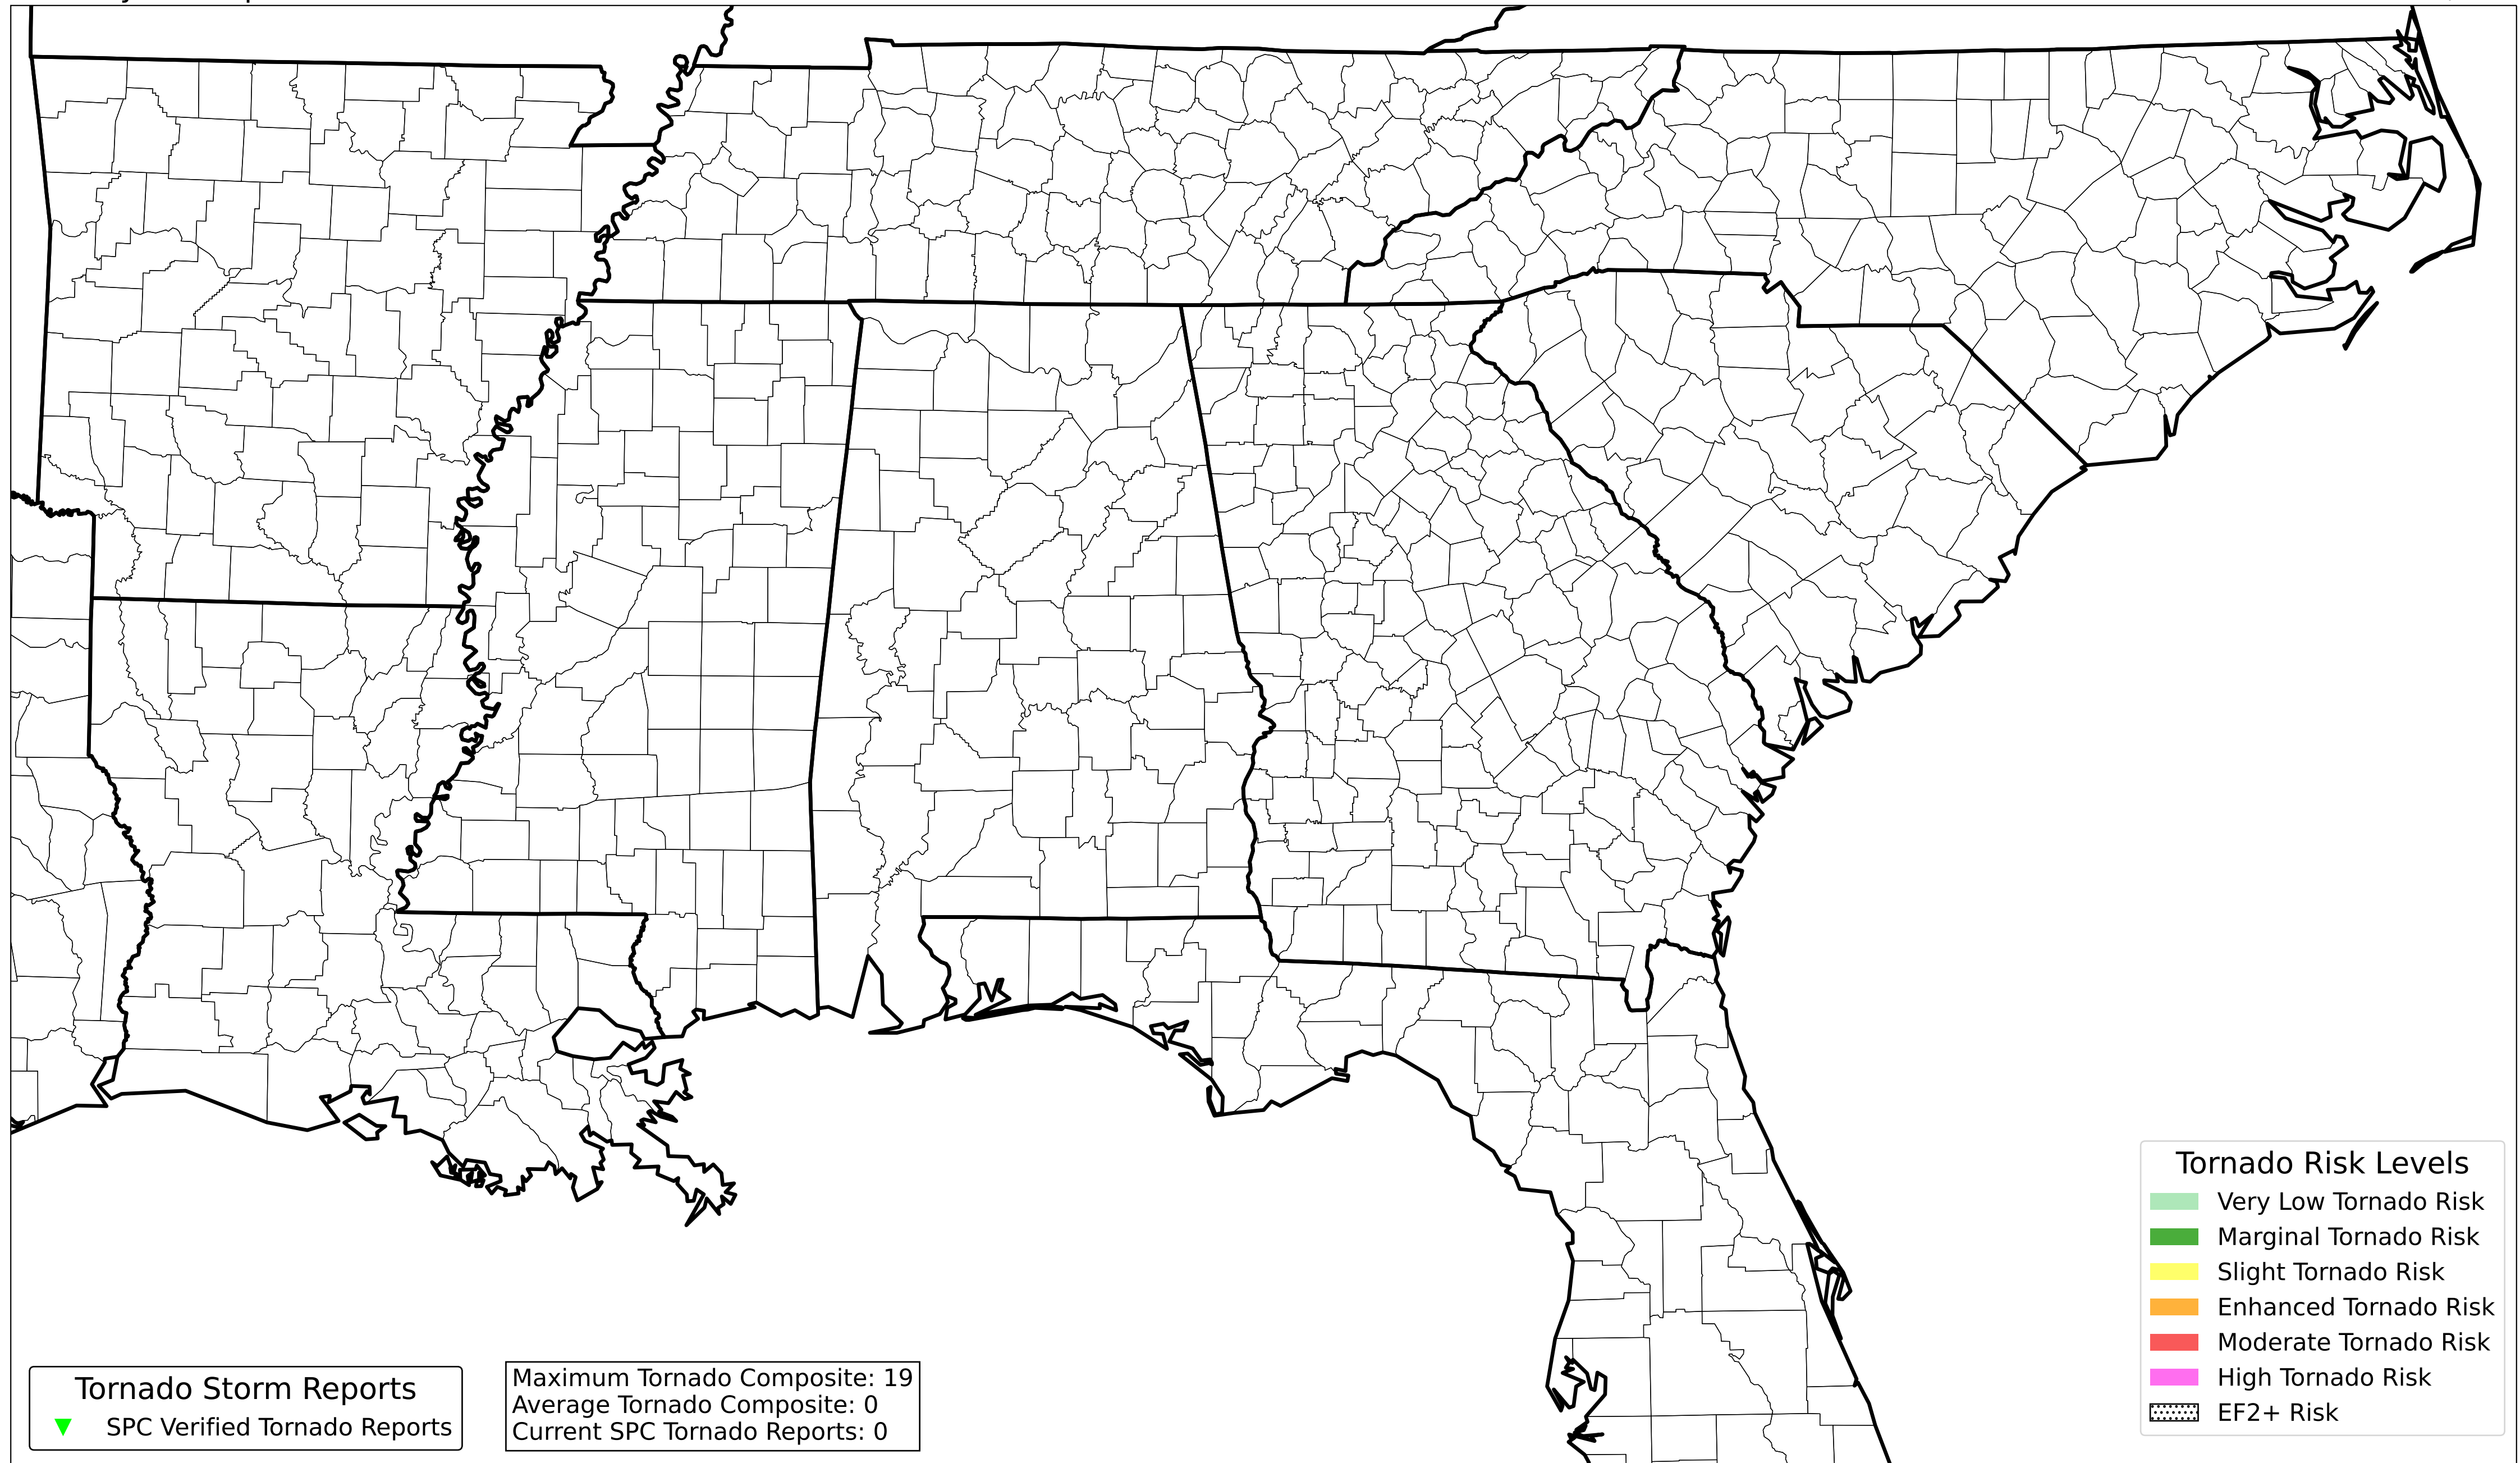 Tornado Risk Levels
Very Low Tornado Risk
Marginal Tornado Risk
Slight Tornado Risk
Enhanced Tornado Risk
Moderate Tornado Risk
High Tornado Risk
EF2+ Risk
Tornado Storm Reports
SPC Verified Tornado Reports
Maximum Tornado Composite: 19
Average Tornado Composite: 0
Current SPC Tornado Reports: 0